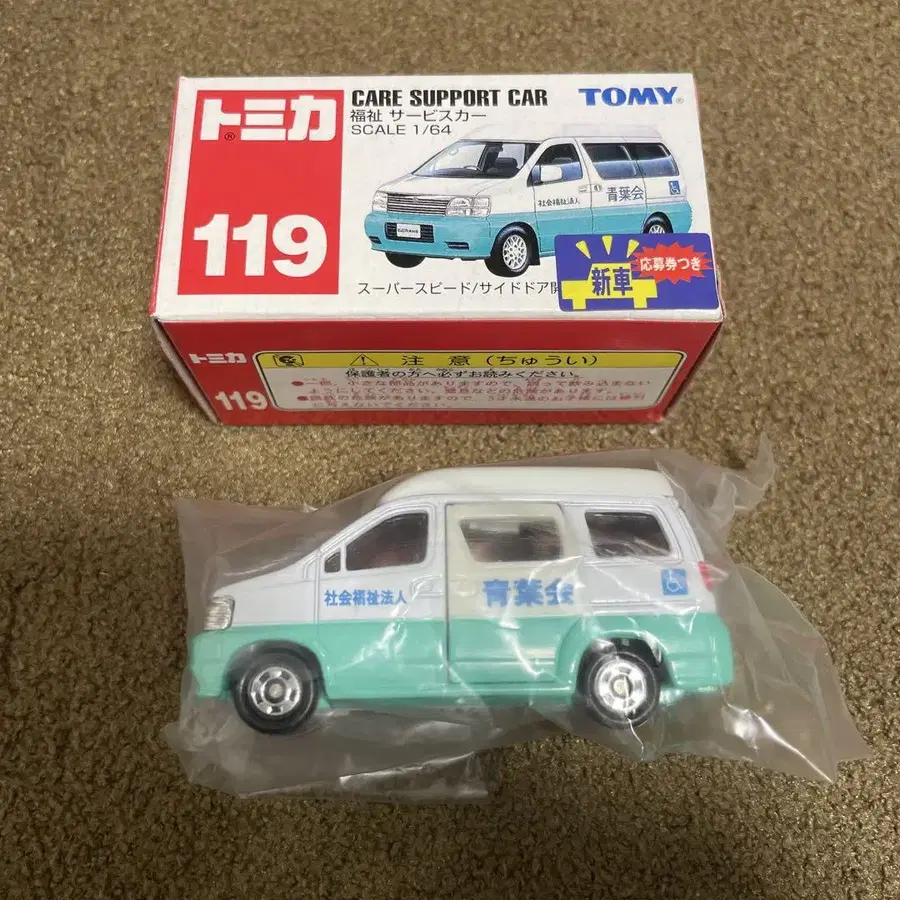 トミカ®
119
CARE SUPPORT CAR
福祉 サービスカー
SCALE 1/64
TOMY®
社会福祉法人
青葉会
新車
応募券つき
スーパースピード/サイドドア開
トミカ
119
注 意 (ちゅうい)
保護者の方へ必ずお読みください。
社会福祉法人
青葉会